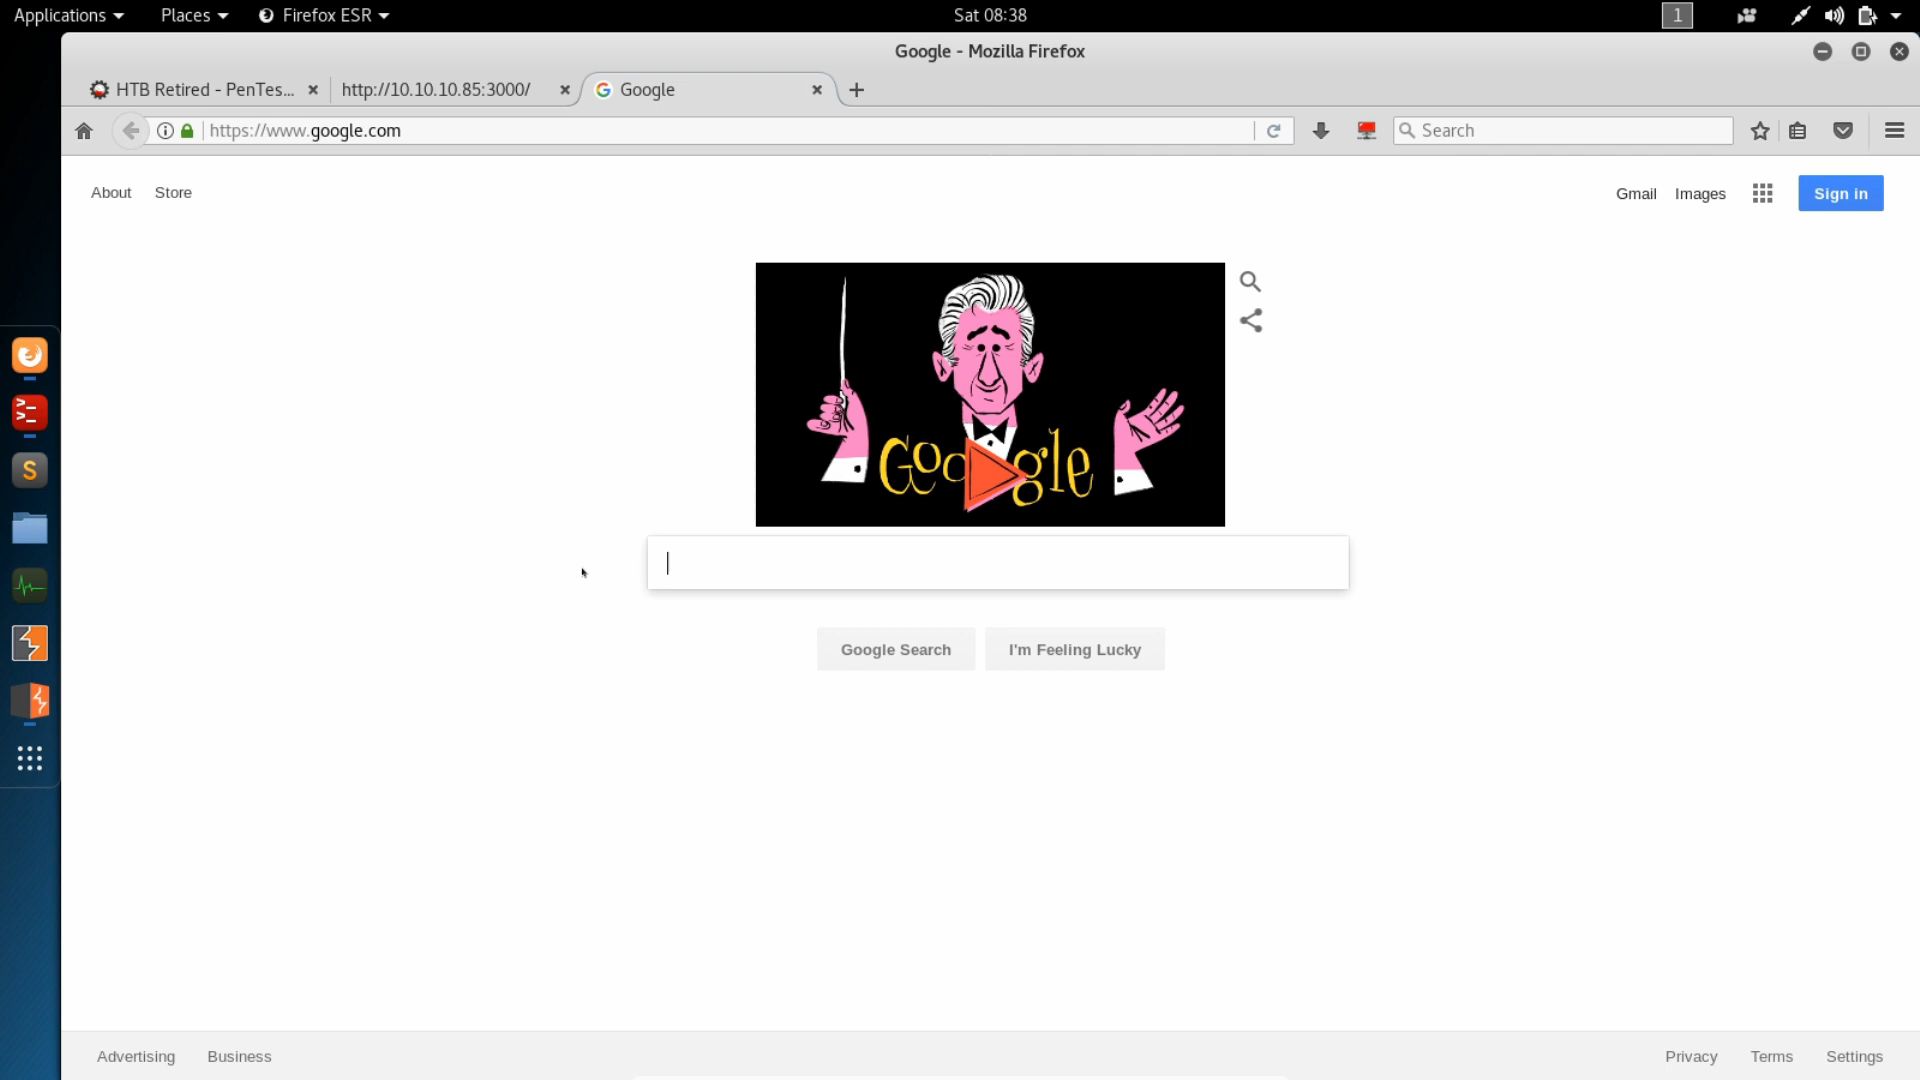 Applications Places Firefox ESR Sat 08:38 1
Google - Mozilla Firefox
HTB Retired - PenTes... http://10.10.10.85:3000/ Google
https://www.google.com Search
About Store Gmail Images Sign in
Google
Google Search I'm Feeling Lucky
S
Advertising Business Privacy Terms Settings